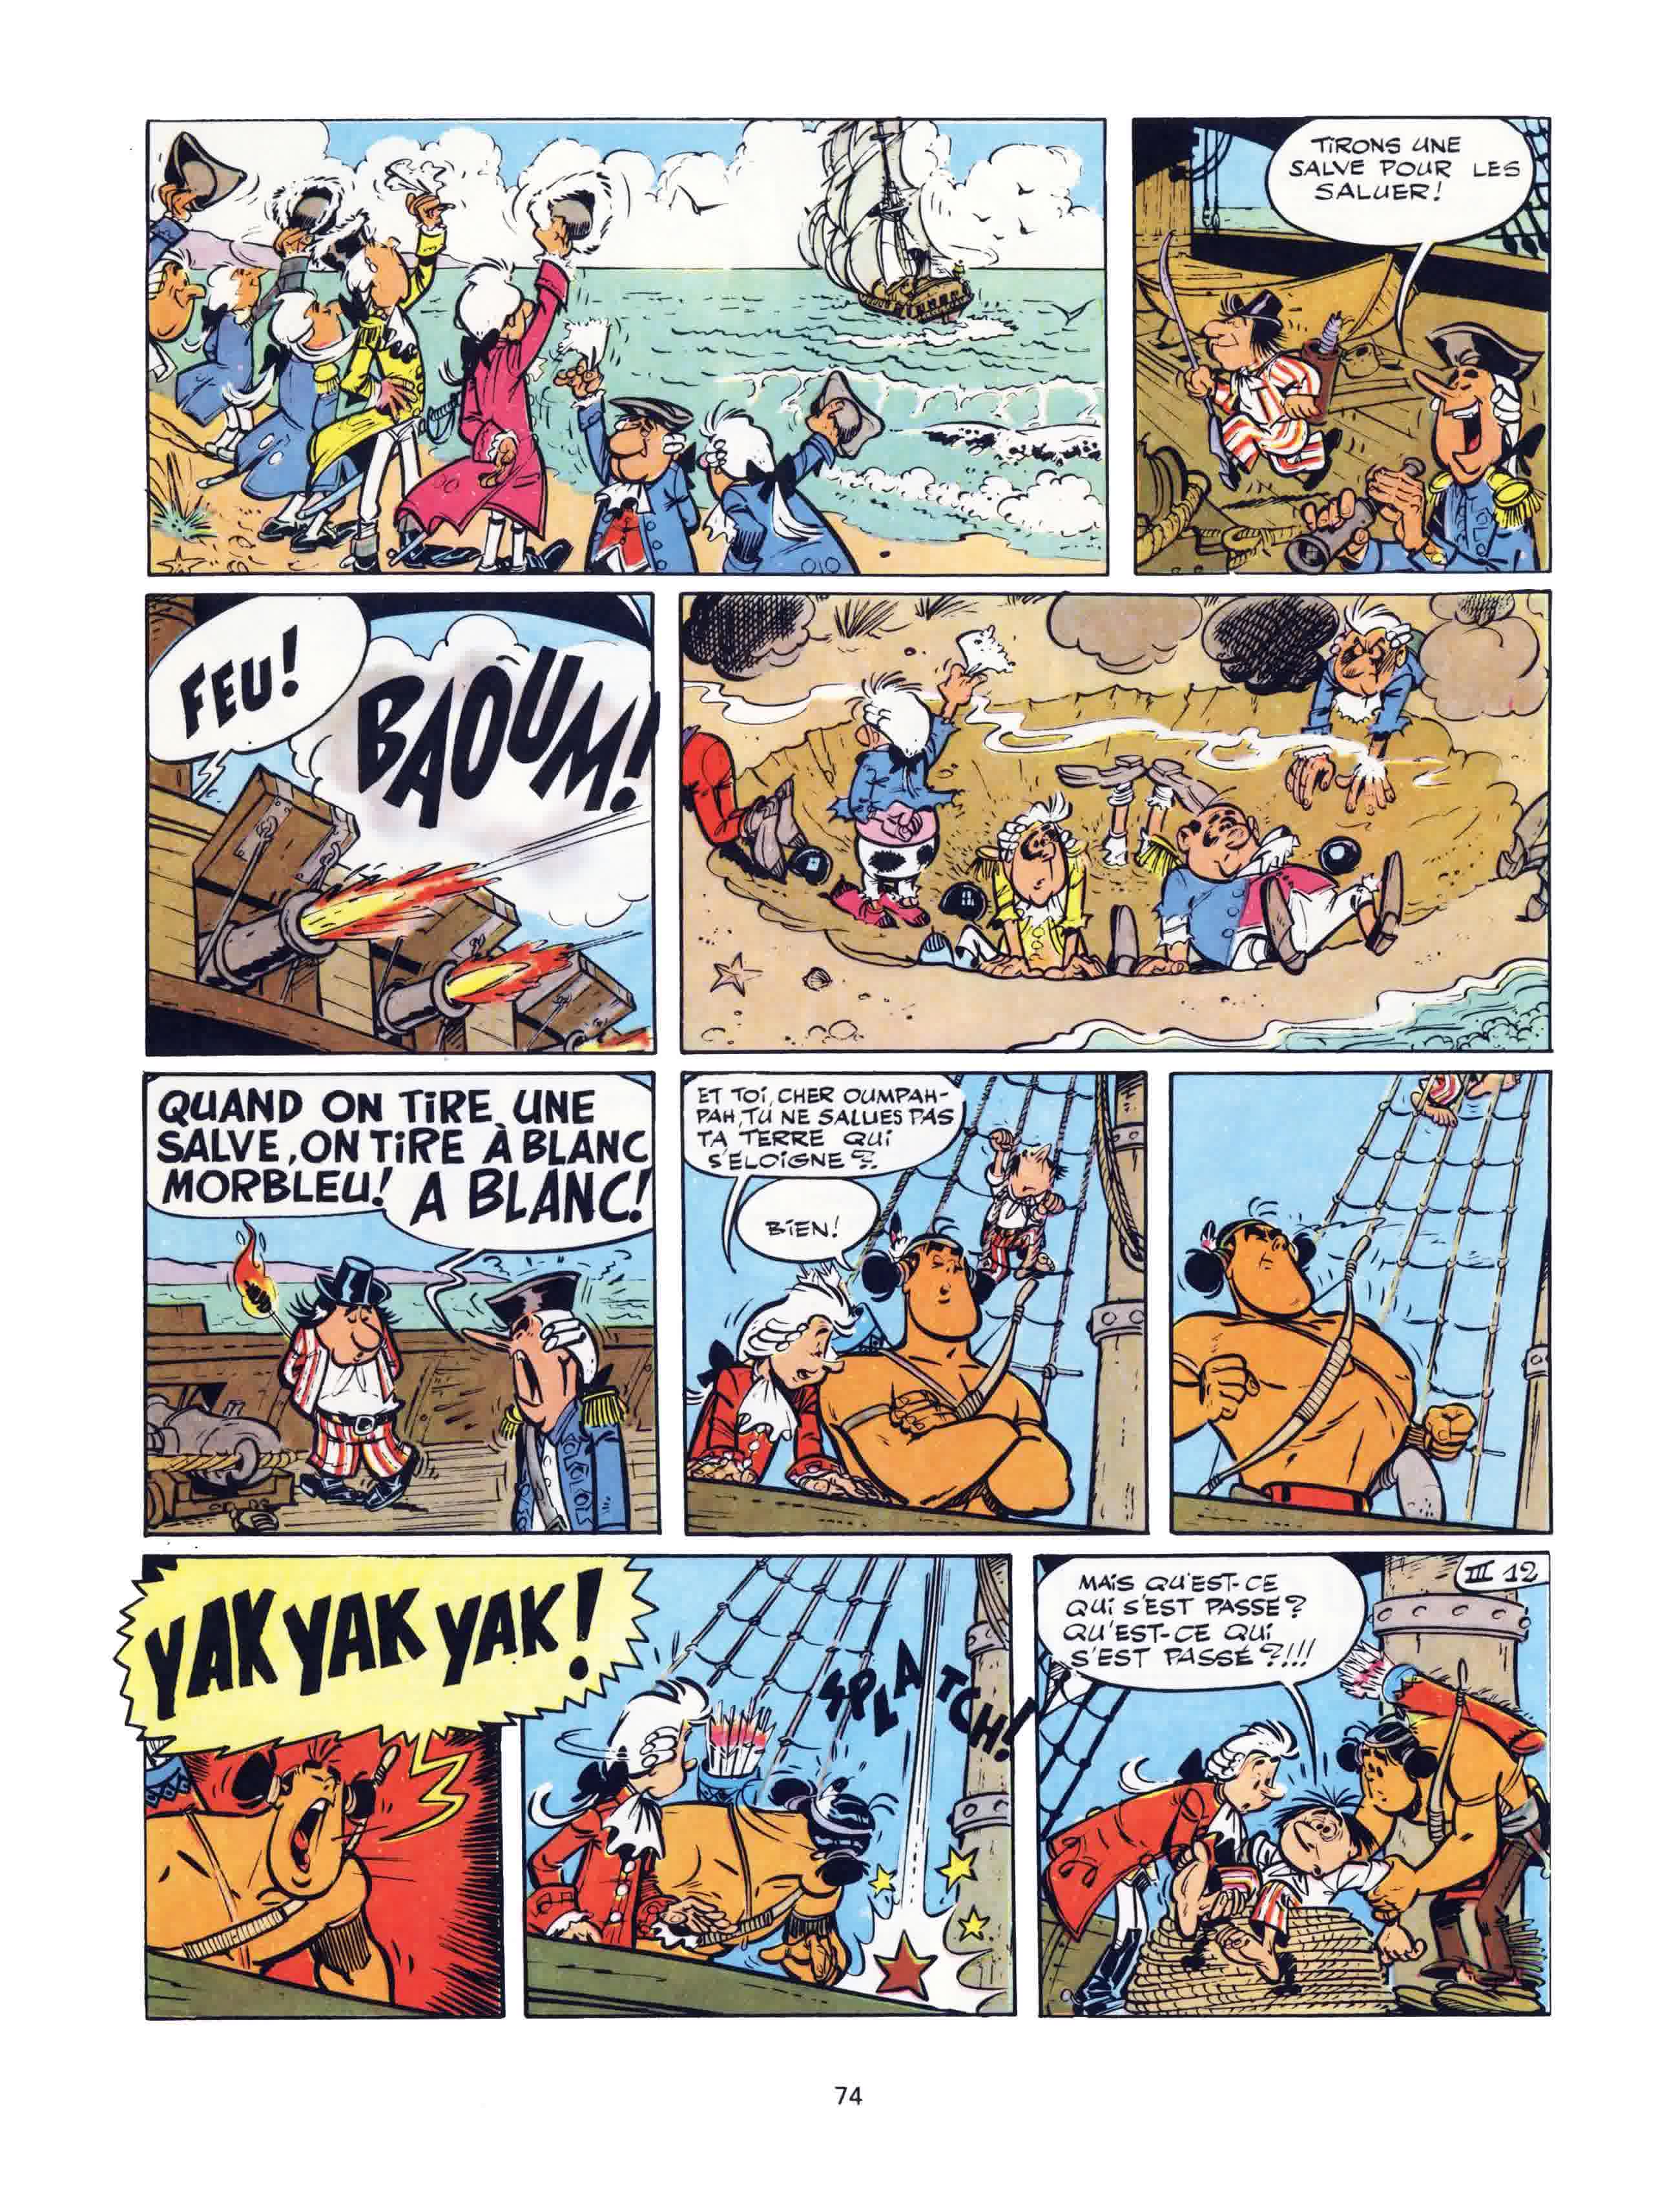 TIRONS UNE
SALVE POUR LES
SALUER!
FEU!
BAOUM!
QUAND ON TIRE UNE
SALVE, ON TIRE À BLANC
MORBLEU!
A BLANC!
ET TOI, CHER OUMPAH-
PAH, TU NE SALUES PAS
TA TERRE QUI
S'ELOIGNE?..
BIEN!
YAK YAK YAK!
SPLATCH!
MAIS QU'EST-CE
QUI S'EST PASSE?
QU'EST-CE QUI
S'EST PASSÉ?!!!
III 12
74